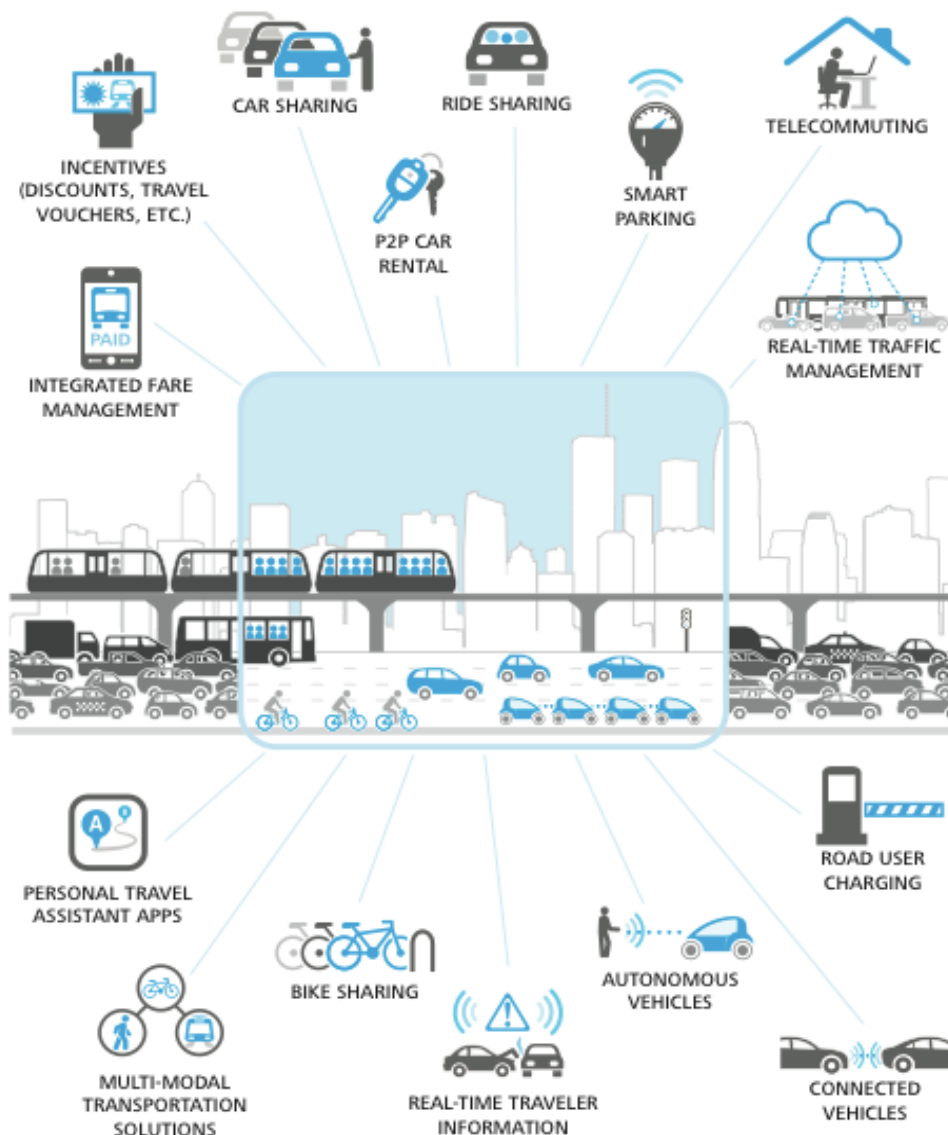 CAR SHARING
RIDE SHARING
TELECOMMUTING
INCENTIVES
(DISCOUNTS, TRAVEL
VOUCHERS, ETC.)
P2P CAR
RENTAL
SMART
PARKING
PAID
INTEGRATED FARE
MANAGEMENT
REAL-TIME TRAFFIC
MANAGEMENT
A
B
PERSONAL TRAVEL
ASSISTANT APPS
ROAD USER
CHARGING
BIKE SHARING
AUTONOMOUS
VEHICLES
MULTI-MODAL
TRANSPORTATION
SOLUTIONS
REAL-TIME TRAVELER
INFORMATION
CONNECTED
VEHICLES